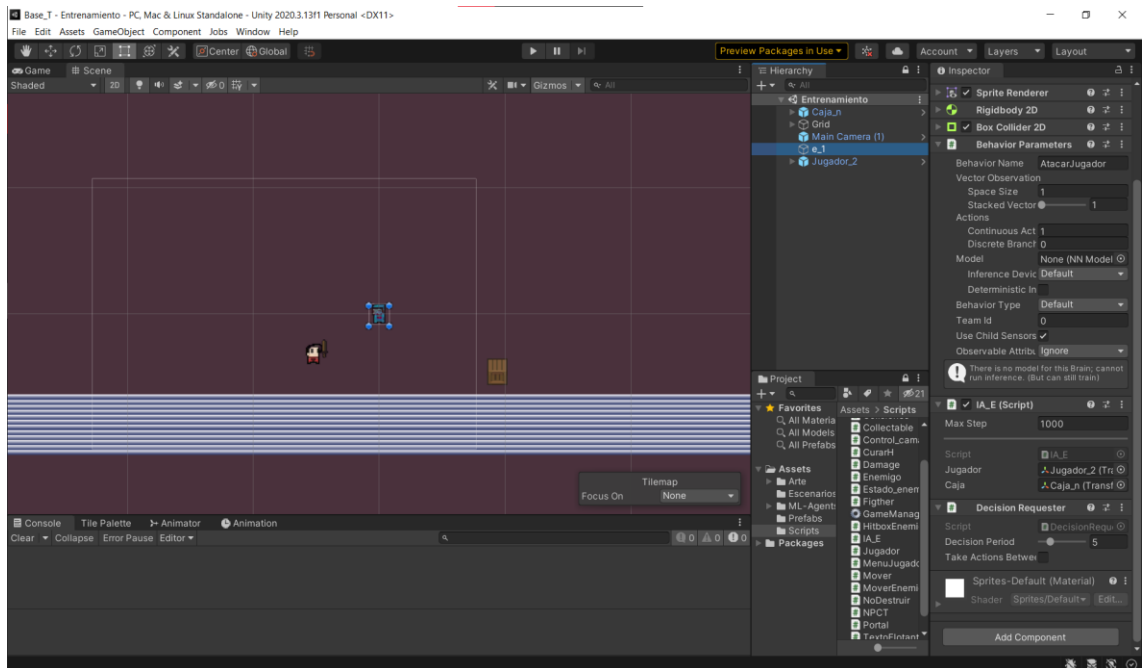 Base_T - Entrenamiento - PC, Mac & Linux Standalone - Unity 2020.3.13f1 Personal <DX11>
File Edit Assets GameObject Component Jobs Window Help
Center Global
Preview Packages in Use
Account Layers Layout
Game Scene
Shaded 2D 0 Gizmos All
Hierarchy
All
Entrenamiento
Caja_n
Grid
Main Camera (1)
e_1
Jugador_2
Inspector
Sprite Renderer
Rigidbody 2D
Box Collider 2D
Behavior Parameters
Behavior Name AtacarJugador
Vector Observation
Space Size 1
Stacked Vector 1
Actions
Continuous Act 1
Discrete Branch 0
Model None (NN Model
Inference Devic Default
Deterministic In
Behavior Type Default
Team Id 0
Use Child Sensors
Observable Attribu Ignore
There is no model for this Brain; cannot
run inference. (But can still train)
IA_E (Script)
Max Step 1000
Script IA_E
Jugador Jugador_2 (Tra
Caja Caja_n (Transf
Decision Requester
Script DecisionReque
Decision Period 5
Take Actions Betwe
Sprites-Default (Material)
Shader Sprites/Default Edit...
Add Component
Tilemap
Focus On None
Project
21
Favorites
All Materia
All Models
All Prefabs
Assets
Arte
Escenarios
ML-Agent
Prefabs
Scripts
Packages
Assets > Scripts
Collectable
Control_cam
CurarH
Damage
Enemigo
Estado_enem
Figther
GameManag
HitboxEnemi
IA_E
Jugador
MenuJugado
Mover
MoverEnemi
NoDestruir
NPCT
Portal
TextoFlotant
Console Tile Palette Animator Animation
Clear Collapse Error Pause Editor 0 0 0